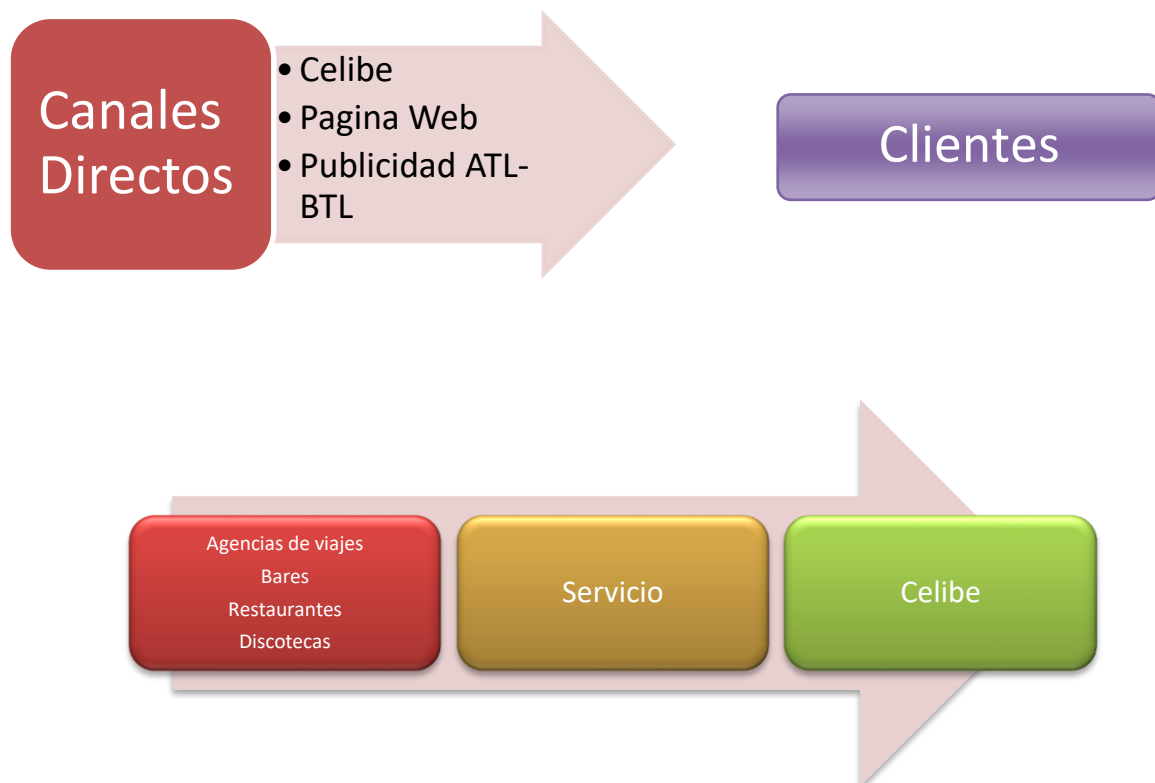 Canales
Directos
• Celibe
• Pagina Web
• Publicidad ATL-
BTL
Clientes
Agencias de viajes
Bares
Restaurantes
Discotecas
Servicio
Celibe